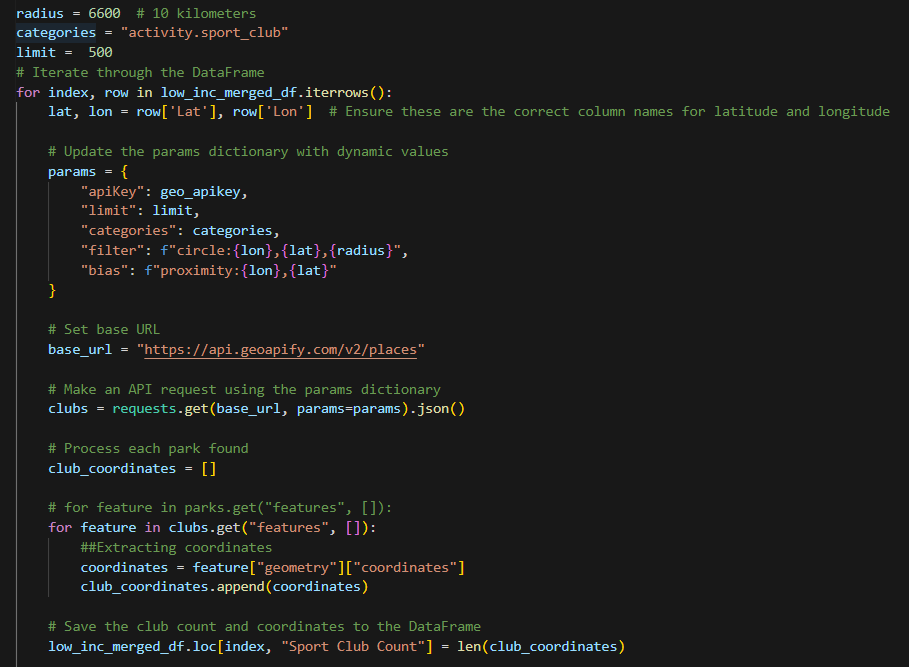 radius = 6600  # 10 kilometers
categories = "activity.sport_club"
limit =  500
# Iterate through the DataFrame
for index, row in low_inc_merged_df.iterrows():
    lat, lon = row['Lat'], row['Lon']  # Ensure these are the correct column names for latitude and longitude

    # Update the params dictionary with dynamic values
    params = {
        "apiKey": geo_apikey,
        "limit": limit,
        "categories": categories,
        "filter": f"circle:{lon},{lat},{radius}",
        "bias": f"proximity:{lon},{lat}"
    }

    # Set base URL
    base_url = "https://api.geoapify.com/v2/places"

    # Make an API request using the params dictionary
    clubs = requests.get(base_url, params=params).json()

    # Process each park found
    club_coordinates = []

    # for feature in parks.get("features", []):
    for feature in clubs.get("features", []):
        ##Extracting coordinates
        coordinates = feature["geometry"]["coordinates"]
        club_coordinates.append(coordinates)

    # Save the club count and coordinates to the DataFrame
    low_inc_merged_df.loc[index, "Sport Club Count"] = len(club_coordinates)